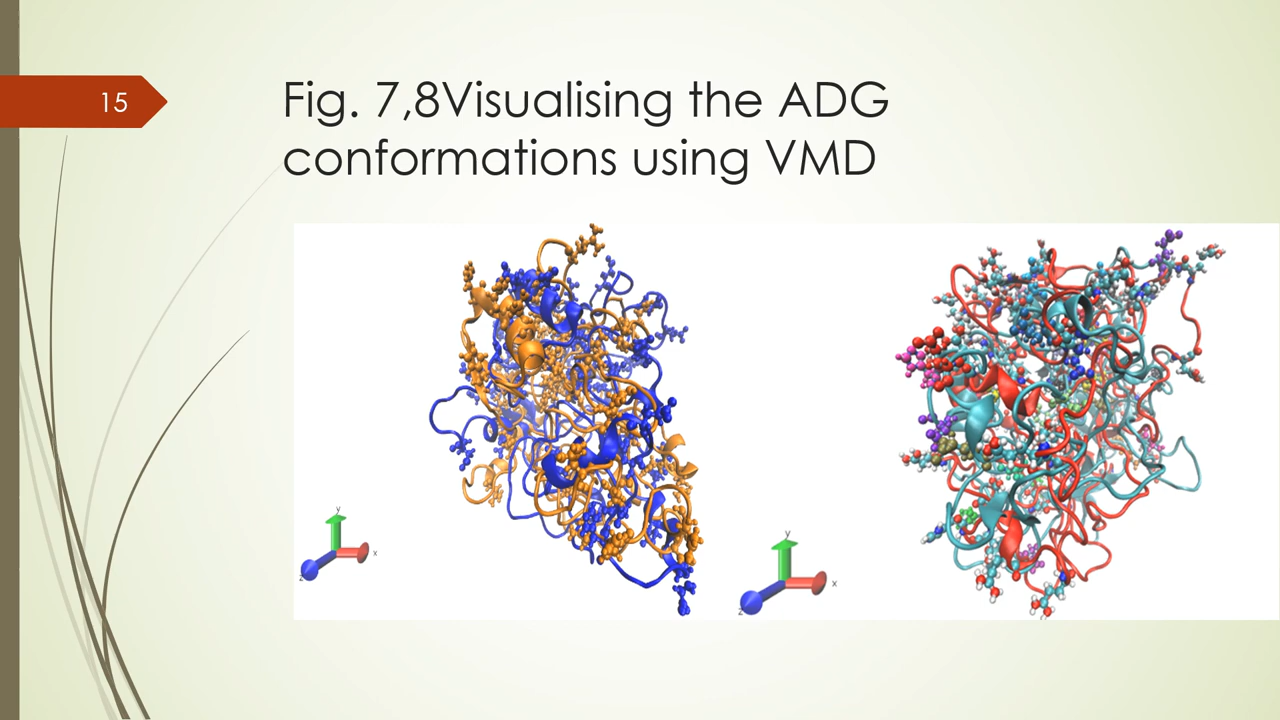 15
Fig. 7,8Visualising the ADG
conformations using VMD
y
x
z
y
x
z